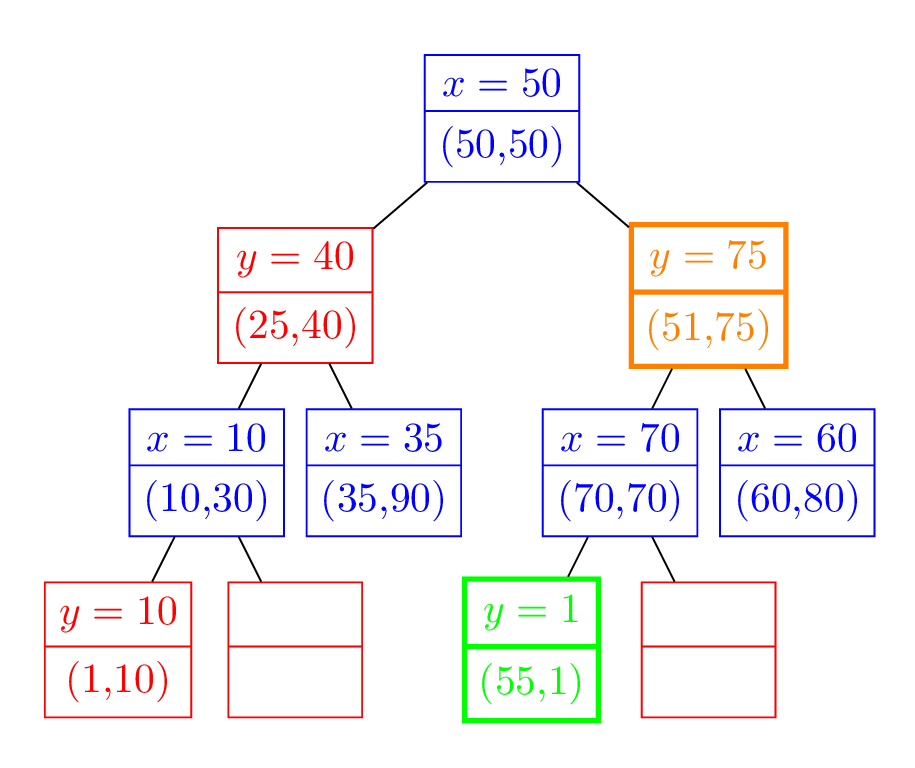 x = 50
(50,50)
y = 40
(25,40)
y = 75
(51,75)
x = 10
(10,30)
x = 35
(35,90)
x = 70
(70,70)
x = 60
(60,80)
y = 10
(1,10)
y = 1
(55,1)